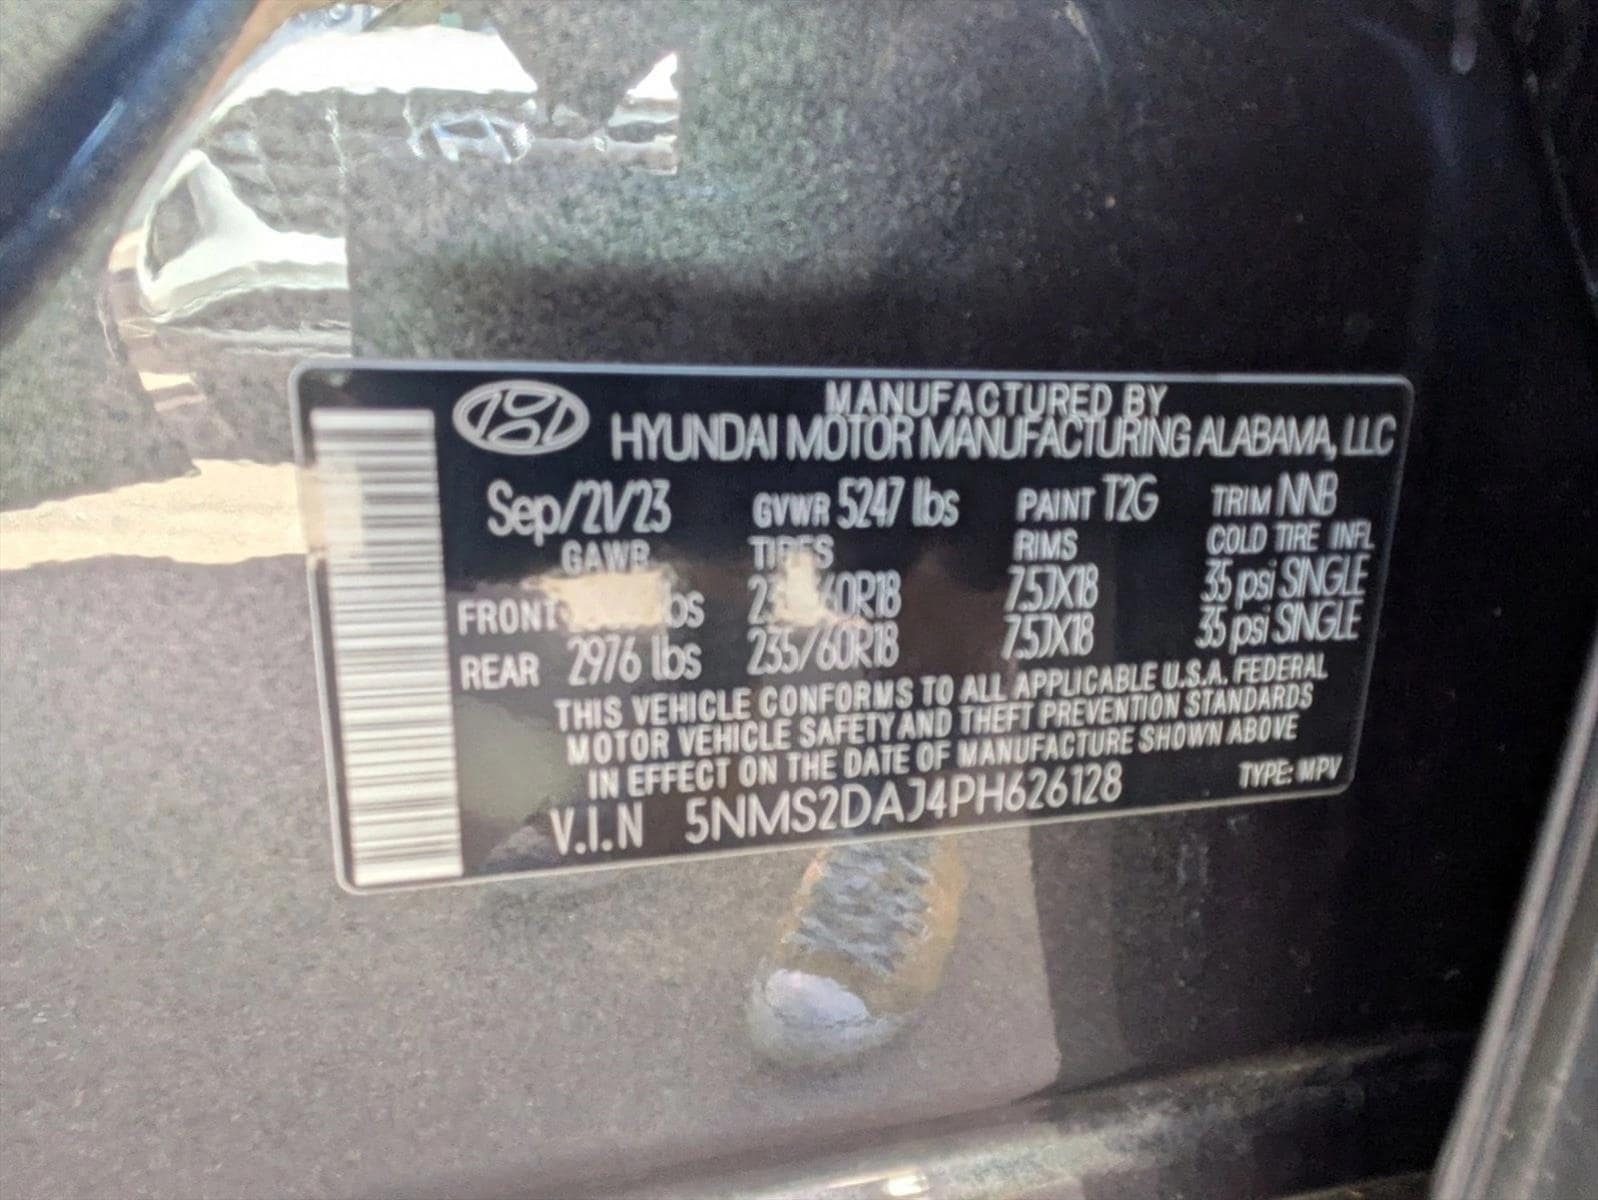 MANUFACTURED BY
HYUNDAI MOTOR MANUFACTURING ALABAMA, LLC
Sep/21/23 GVWR 5247 lbs PAINT T2G TRIM NNB
GAWR TIRES RIMS COLD TIRE INFL
FRONT 7.5JX18 35 psi SINGLE
REAR 2976 lbs 235/60R18 7.5JX18 35 psi SINGLE
THIS VEHICLE CONFORMS TO ALL APPLICABLE U.S.A. FEDERAL
MOTOR VEHICLE SAFETY AND THEFT PREVENTION STANDARDS
IN EFFECT ON THE DATE OF MANUFACTURE SHOWN ABOVE
V.I.N 5NMS2DAJ4PH626128 TYPE: MPV